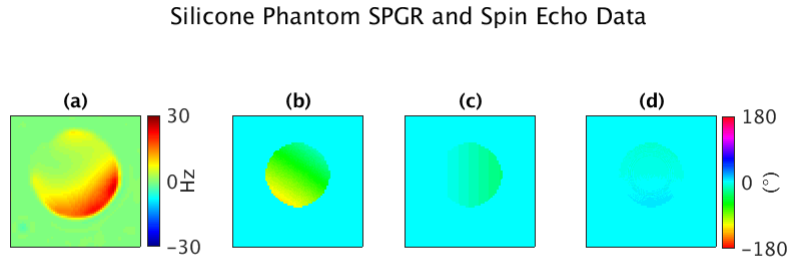 Silicone Phantom SPGR and Spin Echo Data
(a) (b) (c) (d)
30 180
0 Hz 0 (°)
-30 -180